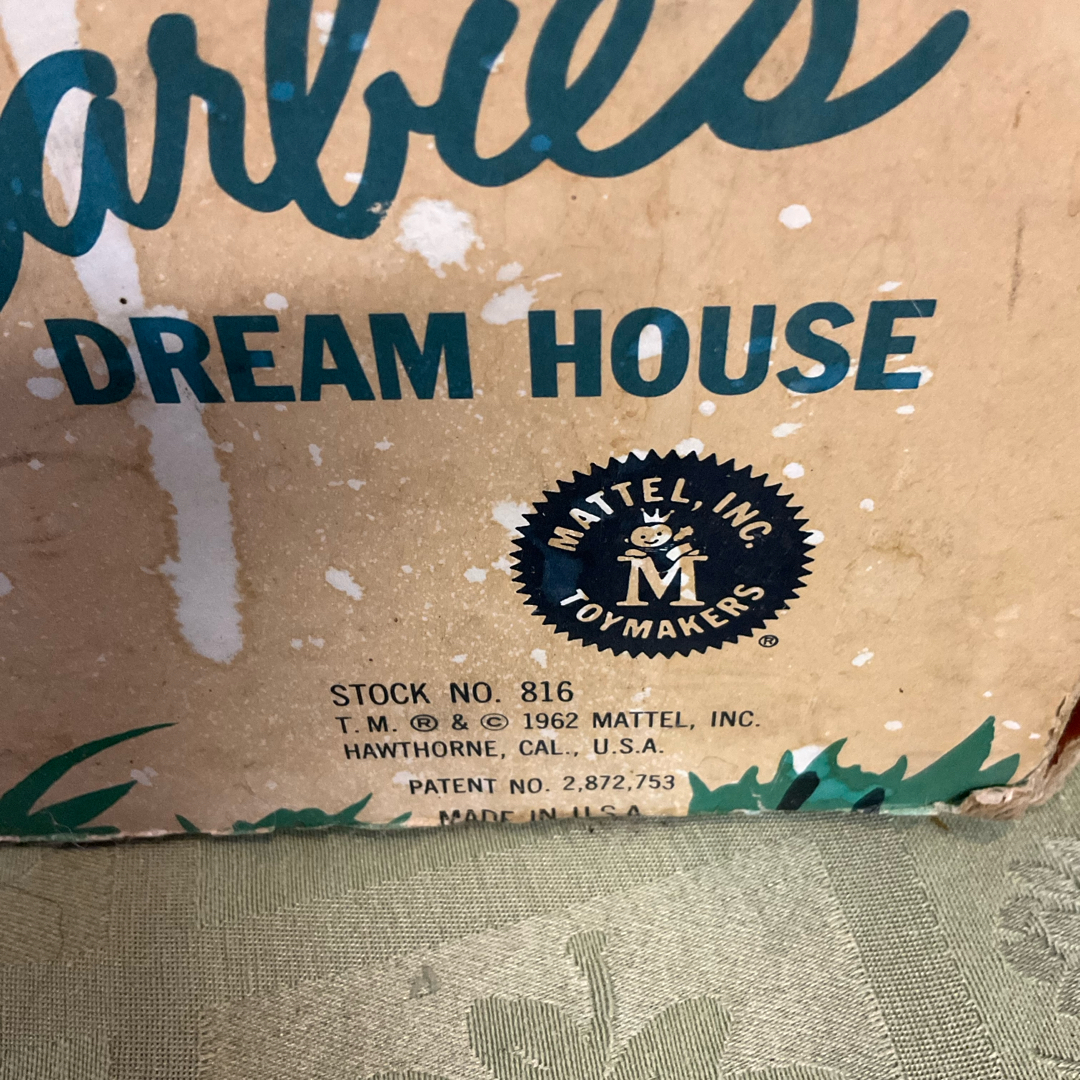 arbie's
DREAM HOUSE
MATTEL, INC.
M
TOYMAKERS
®
STOCK NO. 816
T.M. ® & © 1962 MATTEL, INC.
HAWTHORNE, CAL., U.S.A.
PATENT NO. 2,872,753
MADE IN U.S.A.